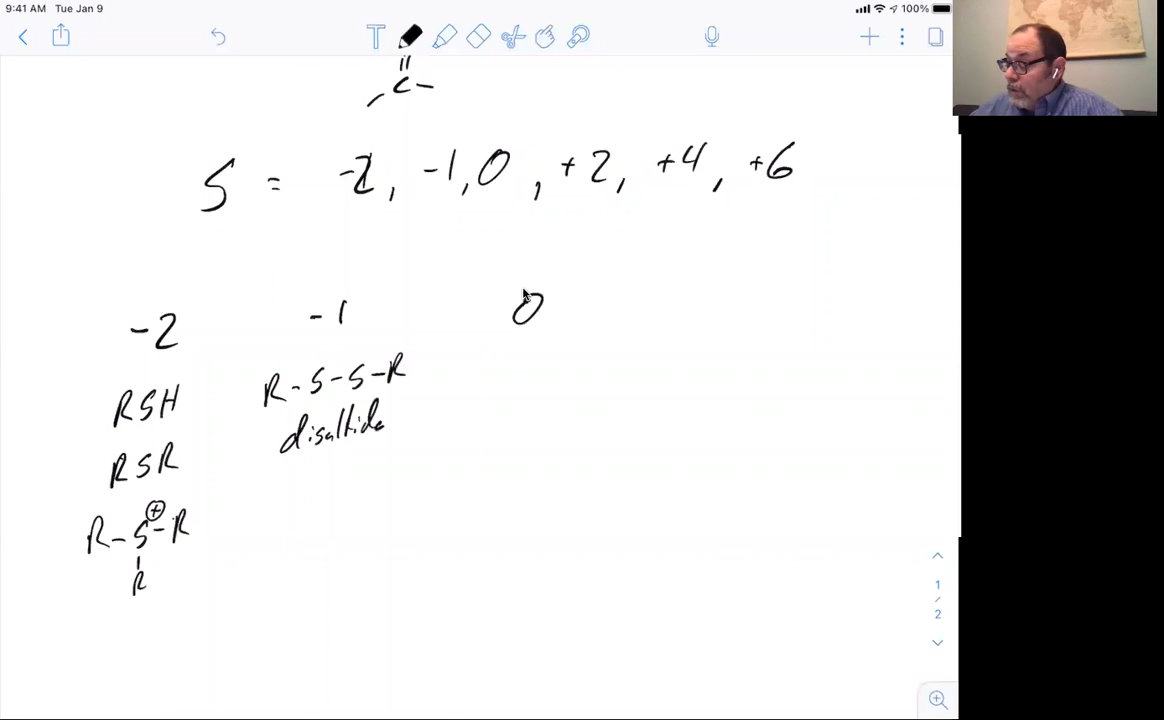 9:41 AM Tue Jan 9
100%
T
||
C
S = -2, -1, 0, +2, +4, +6
-2 -1 0
RSH R-S-S-R
RSR disulfide
R-S⊕-R
|
R
1
/
2